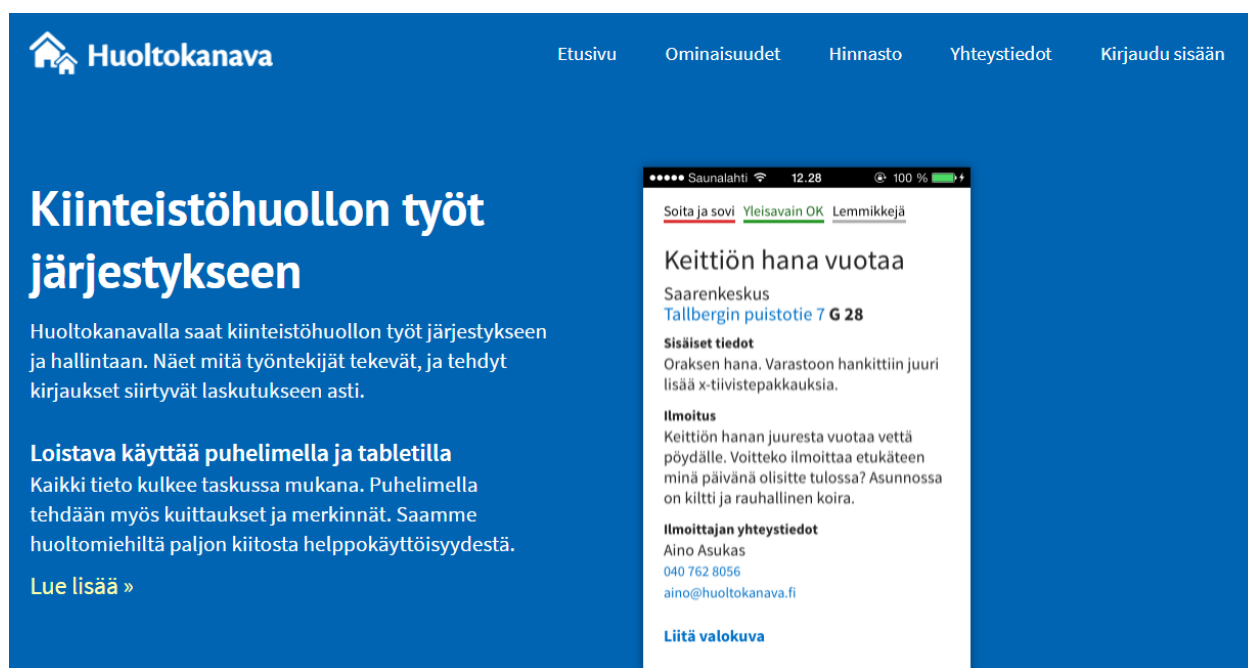 Huoltokanava
Etusivu Ominaisuudet Hinnasto Yhteystiedot Kirjaudu sisään
Kiinteistöhuollon työt
järjestykseen
Huoltokanavalla saat kiinteistöhuollon työt järjestykseen
ja hallintaan. Näet mitä työntekijät tekevät, ja tehdyt
kirjaukset siirtyvät laskutukseen asti.
Loistava käyttää puhelimella ja tabletilla
Kaikki tieto kulkee taskussa mukana. Puhelimella
tehdään myös kuittaukset ja merkinnät. Saamme
huoltomiehiltä paljon kiitosta helppokäyttöisyydestä.
Lue lisää »
Saunalahti 12.28 100 %
Soita ja sovi Yleisavain OK Lemmikkejä
Keittiön hana vuotaa
Saarenkeskus
Tallbergin puistotie 7 G 28
Sisäiset tiedot
Oraksen hana. Varastoon hankittiin juuri
lisää x-tiivistepakkauksia.
Ilmoitus
Keittiön hanan juuresta vuotaa vettä
pöydälle. Voitteko ilmoittaa etukäteen
minä päivänä olisitte tulossa? Asunnossa
on kiltti ja rauhallinen koira.
Ilmoittajan yhteystiedot
Aino Asukas
040 762 8056
aino@huoltokanava.fi
Liitä valokuva